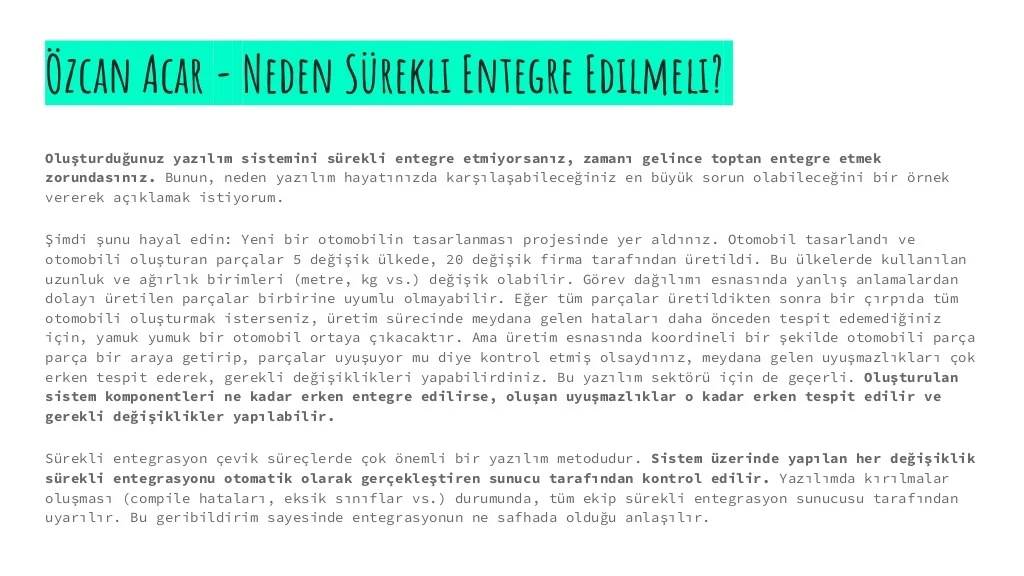 Özcan Acar - Neden Sürekli Entegre Edilmeli?
Oluşturduğunuz yazılım sistemini sürekli entegre etmiyorsanız, zamanı gelince toptan entegre etmek
zorundasınız. Bunun, neden yazılım hayatınızda karşılaşabileceğiniz en büyük sorun olabileceğini bir örnek
vererek açıklamak istiyorum.
Şimdi şunu hayal edin: Yeni bir otomobilin tasarlanması projesinde yer aldınız. Otomobil tasarlandı ve
otomobili oluşturan parçalar 5 değişik ülkede, 20 değişik firma tarafından üretildi. Bu ülkelerde kullanılan
uzunluk ve ağırlık birimleri (metre, kg vs.) değişik olabilir. Görev dağılımı esnasında yanlış anlamalardan
dolayı üretilen parçalar birbirine uyumlu olmayabilir. Eğer tüm parçalar üretildikten sonra bir çırpıda tüm
otomobili oluşturmak isterseniz, üretim sürecinde meydana gelen hataları daha önceden tespit edemediğiniz
için, yamuk yumuk bir otomobil ortaya çıkacaktır. Ama üretim esnasında koordineli bir şekilde otomobili parça
parça bir araya getirip, parçalar uyuşuyor mu diye kontrol etmiş olsaydınız, meydana gelen uyuşmazlıkları çok
erken tespit ederek, gerekli değişiklikleri yapabilirdiniz. Bu yazılım sektörü için de geçerli. Oluşturulan
sistem komponentleri ne kadar erken entegre edilirse, oluşan uyuşmazlıklar o kadar erken tespit edilir ve
gerekli değişiklikler yapılabilir.
Sürekli entegrasyon çevik süreçlerde çok önemli bir yazılım metodudur. Sistem üzerinde yapılan her değişiklik
sürekli entegrasyonu otomatik olarak gerçekleştiren sunucu tarafından kontrol edilir. Yazılımda kırılmalar
oluşması (compile hataları, eksik sınıflar vs.) durumunda, tüm ekip sürekli entegrasyon sunucusu tarafından
uyarılır. Bu geribildirim sayesinde entegrasyonun ne safhada olduğu anlaşılır.